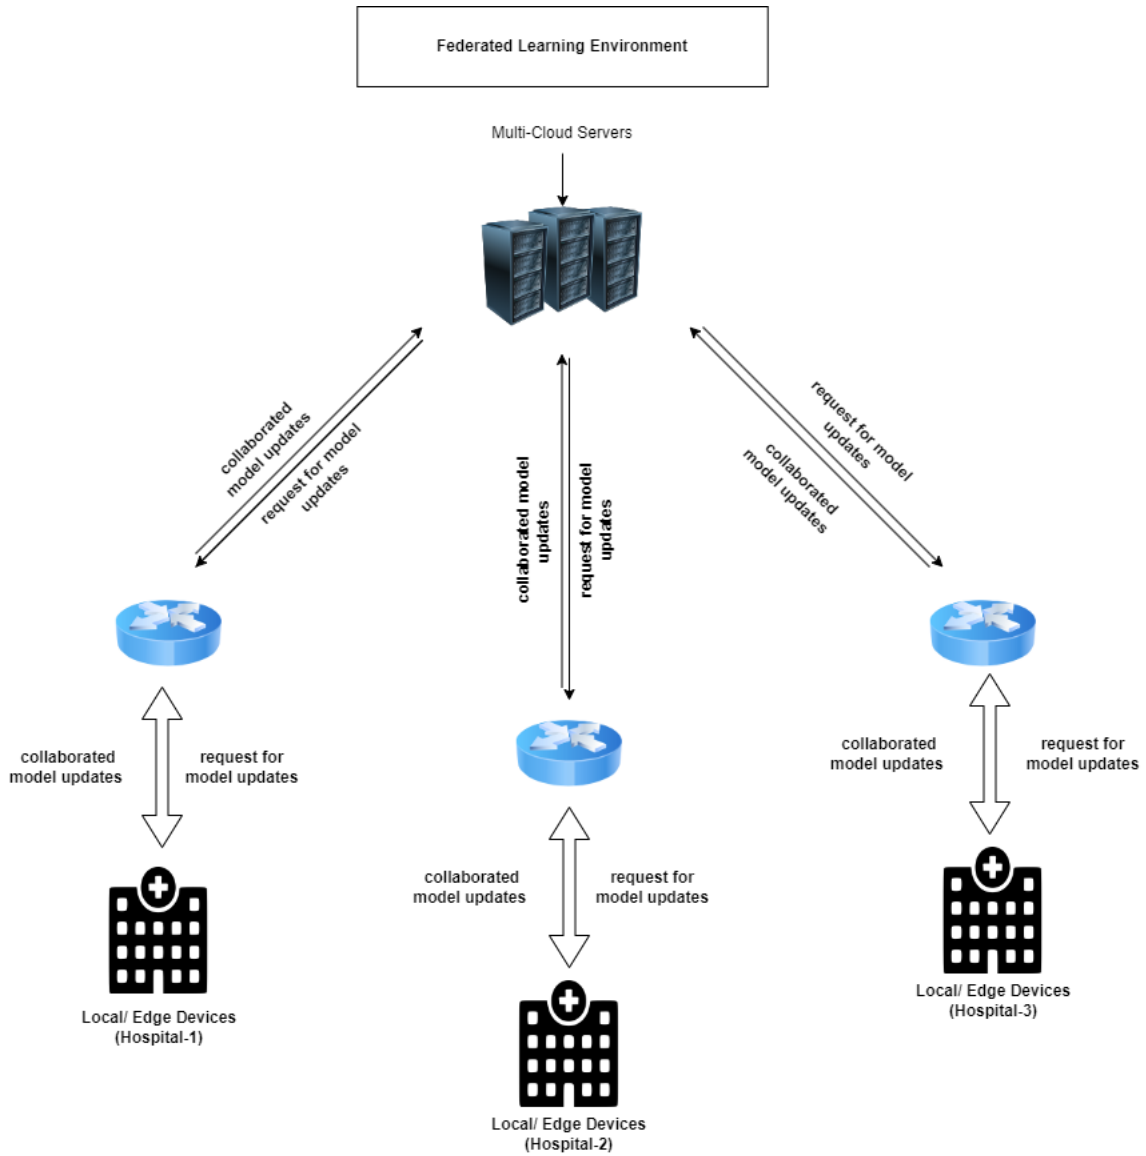 Federated Learning Environment
Multi-Cloud Servers
collaborated
model updates
request for model
updates
collaborated model
updates
request for model
updates
request for model
updates
collaborated
model updates
collaborated
model updates
request for
model updates
collaborated
model updates
request for
model updates
collaborated
model updates
request for
model updates
Local/ Edge Devices
(Hospital-1)
Local/ Edge Devices
(Hospital-3)
Local/ Edge Devices
(Hospital-2)